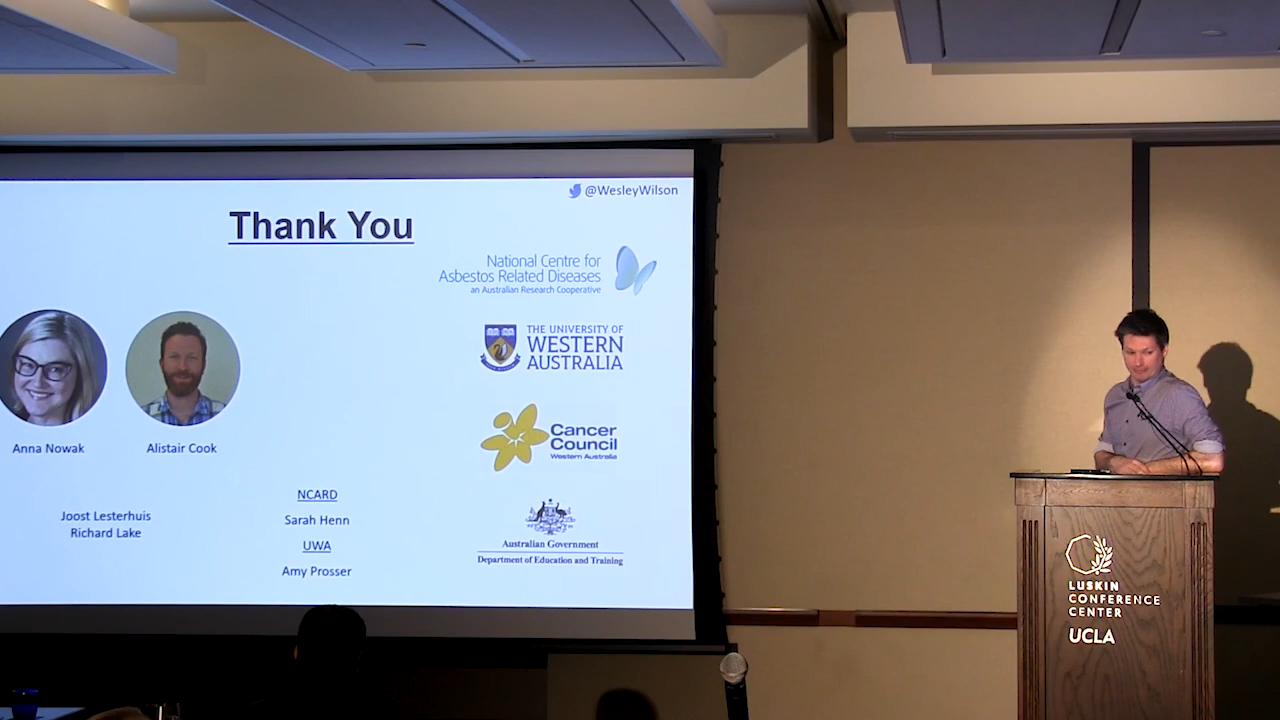 @WesleyWilson
Thank You
National Centre for
Asbestos Related Diseases
an Australian Research Cooperative
THE UNIVERSITY OF
WESTERN
AUSTRALIA
Cancer
Council
Western Australia
Anna Nowak
Alistair Cook
Joost Lesterhuis
Richard Lake
NCARD
Sarah Henn
UWA
Amy Prosser
Australian Government
Department of Education and Training
LUSKIN
CONFERENCE
CENTER
UCLA